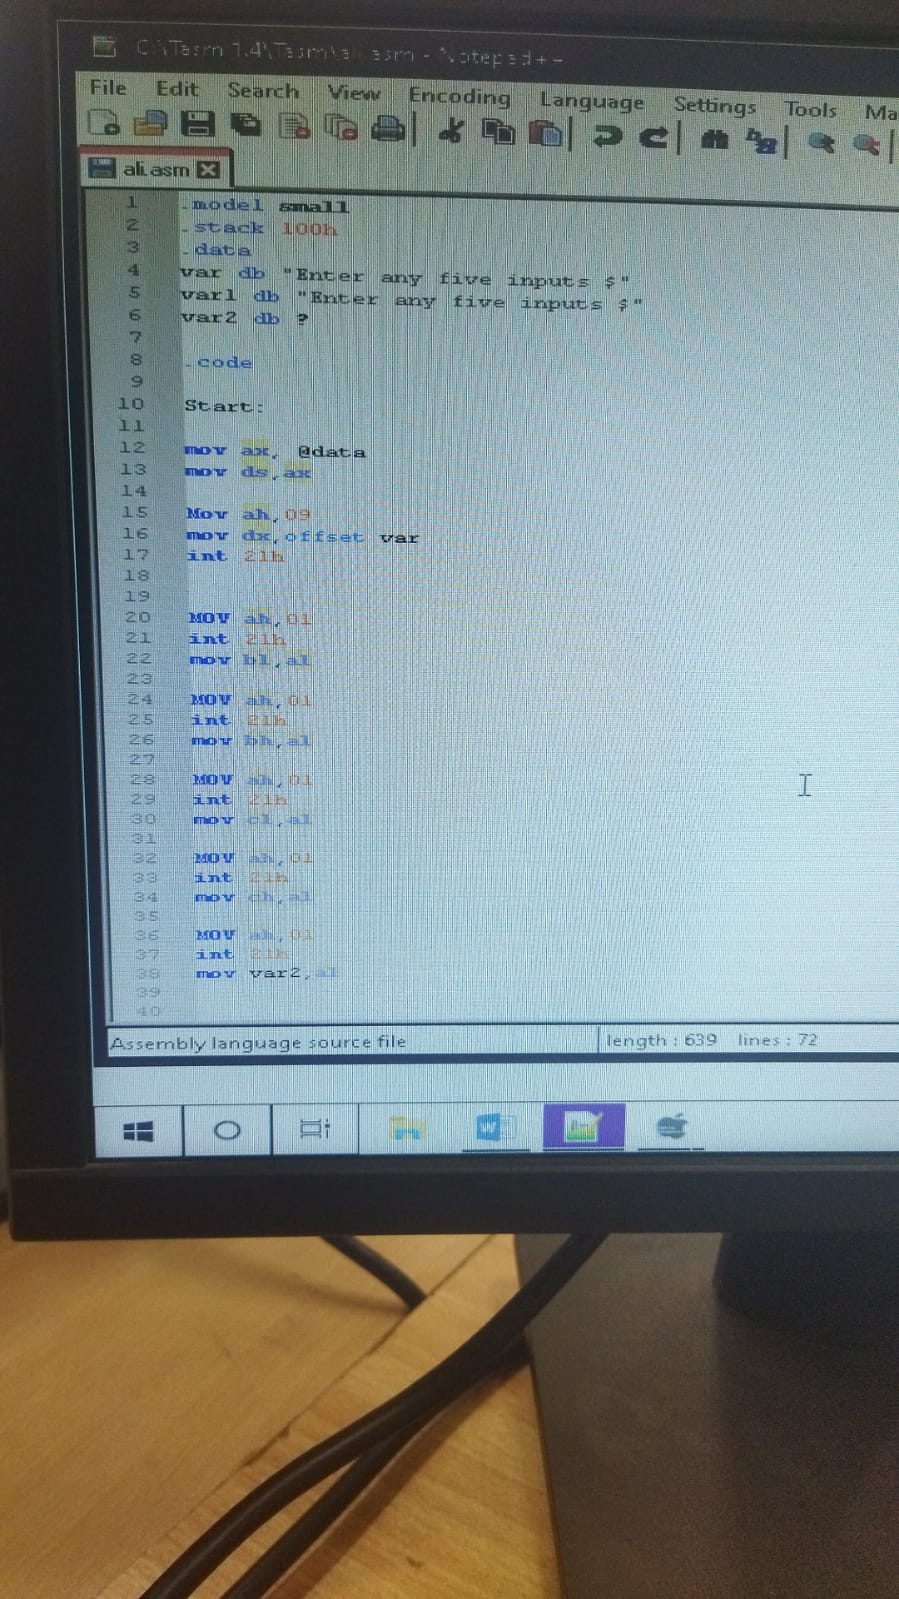 C:\Tasm 1.4\Tasm\ali.asm - Notepad++
File Edit Search View Encoding Language Settings Tools Ma
ali.asm
1 .model small
2 .stack 100h
3 .data
4 var db "Enter any five inputs $"
5 var1 db "Enter any five inputs $"
6 var2 db ?
7
8 .code
9
10 Start:
11
12 mov ax, @data
13 mov ds,ax
14
15 Mov ah,09
16 mov dx,offset var
17 int 21h
18
19
20 MOV ah,01
21 int 21h
22 mov bl,al
23
24 MOV ah,01
25 int 21h
26 mov bh,al
27
28 MOV ah,01
29 int 21h
30 mov cl,al
31
32 MOV ah,01
33 int 21h
34 mov ch,al
35
36 MOV ah,01
37 int 21h
38 mov var2,al
39
40
Assembly language source file length : 639 lines : 72
W